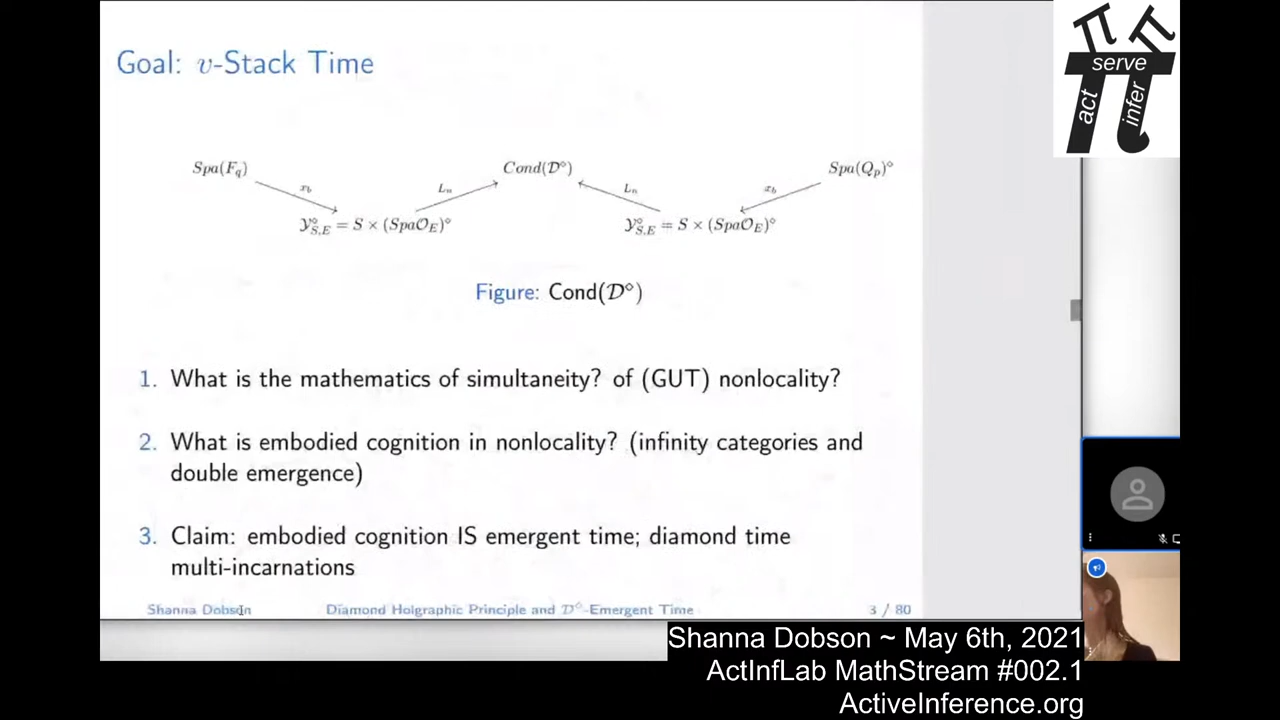 Goal: v-Stack Time
Spa(F_q) Cond(𝒟^⋄) Spa(Q_p)^⋄
x_b L_n L_n x_b
𝒴^⋄_{S,E} = S × (Spa𝒪_E)^⋄ 𝒴^⋄_{S,E} = S × (Spa𝒪_E)^⋄
Figure: Cond(𝒟^⋄)
1. What is the mathematics of simultaneity? of (GUT) nonlocality?
2. What is embodied cognition in nonlocality? (infinity categories and
double emergence)
3. Claim: embodied cognition IS emergent time; diamond time
multi-incarnations
Shanna Dobson Diamond Holgraphic Principle and 𝒟^⋄-Emergent Time 3 / 80
π π
serve
act
infer
Shanna Dobson ~ May 6th, 2021
ActInfLab MathStream #002.1
ActiveInference.org